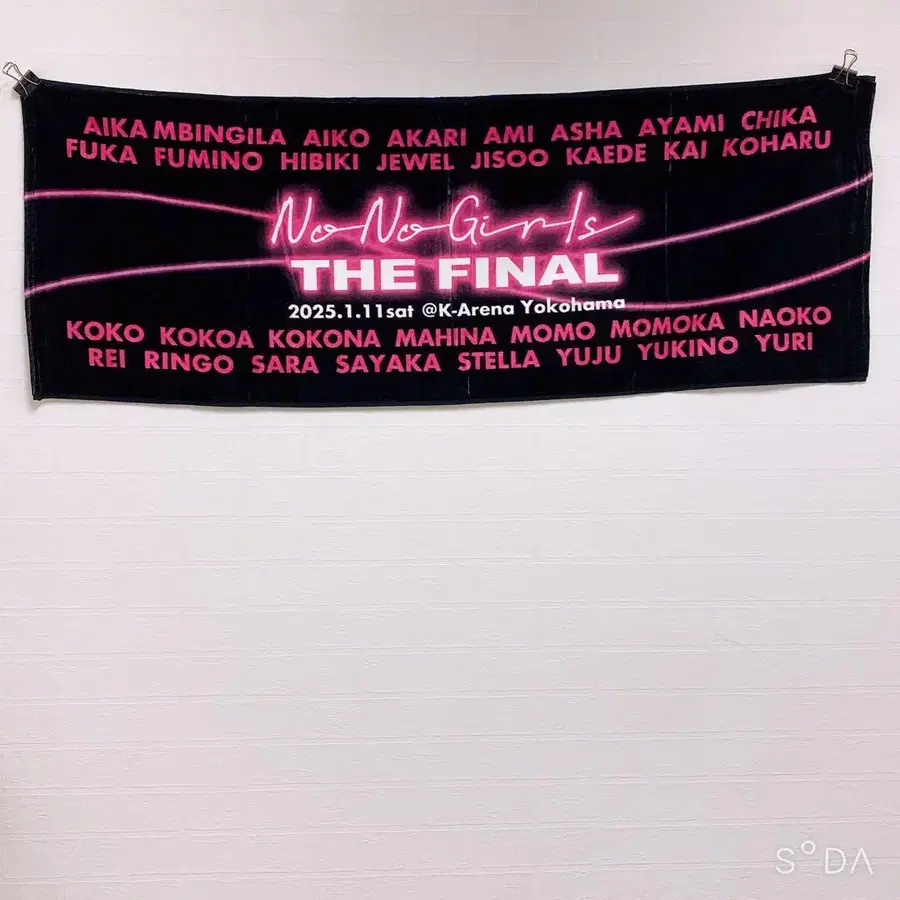 AIKA MBINGILA AIKO AKARI AMI ASHA AYAMI CHIKA
FUKA FUMINO HIBIKI JEWEL JISOO KAEDE KAI KOHARU
No No Girls
THE FINAL
2025.1.11sat @K-Arena Yokohama
KOKO KOKOA KOKONA MAHINA MOMO MOMOKA NAOKO
REI RINGO SARA SAYAKA STELLA YUJU YUKINO YURI
SODA